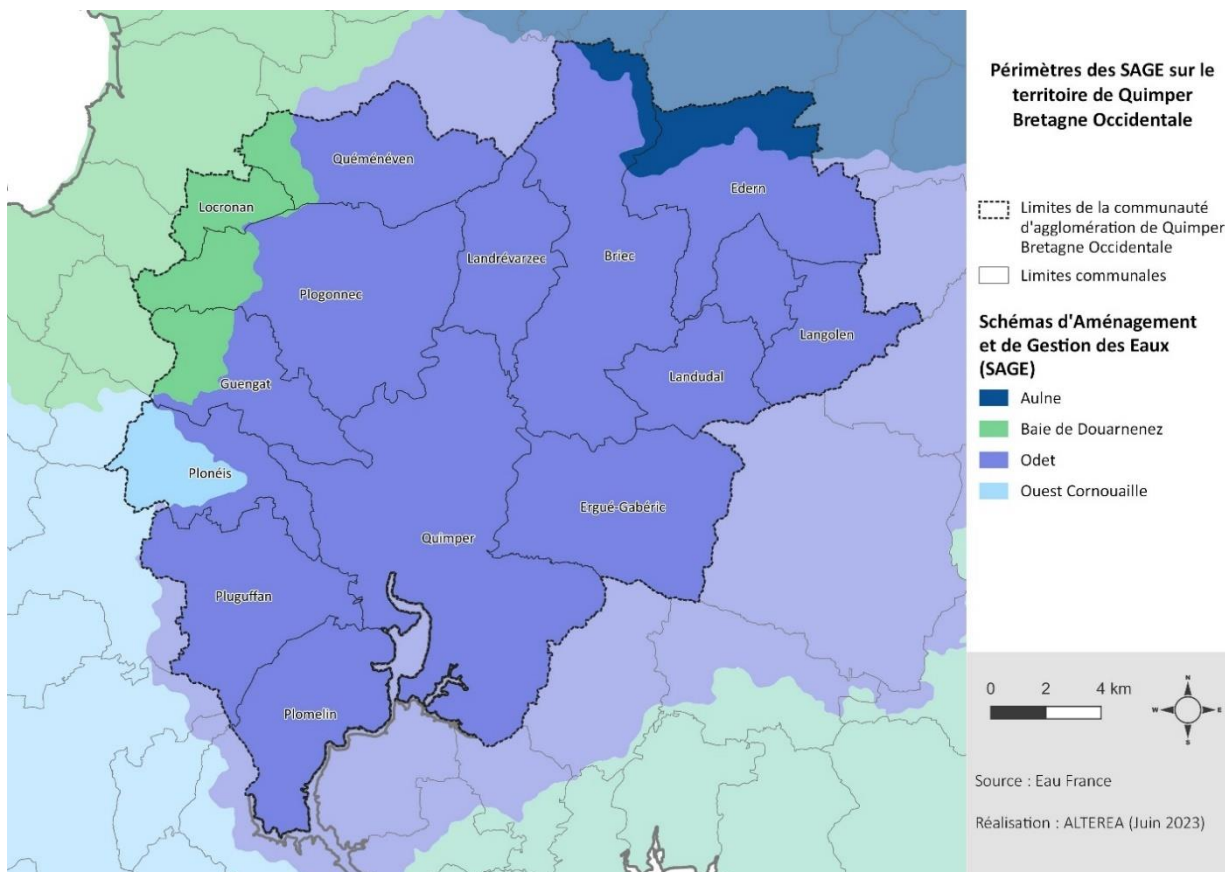 Quéménéven
Locronan
Edern
Landrévarzec
Briec
Plogonnec
Langolen
Landudal
Guengat
Plonéis
Ergué-Gabéric
Quimper
Pluguffan
Plomelin
Périmètres des SAGE sur le
territoire de Quimper
Bretagne Occidentale
Limites de la communauté
d'agglomération de Quimper
Bretagne Occidentale
Limites communales
Schémas d'Aménagement
et de Gestion des Eaux
(SAGE)
Aulne
Baie de Douarnenez
Odet
Ouest Cornouaille
0 2 4 km
N
W E
S
Source : Eau France
Réalisation : ALTEREA (Juin 2023)